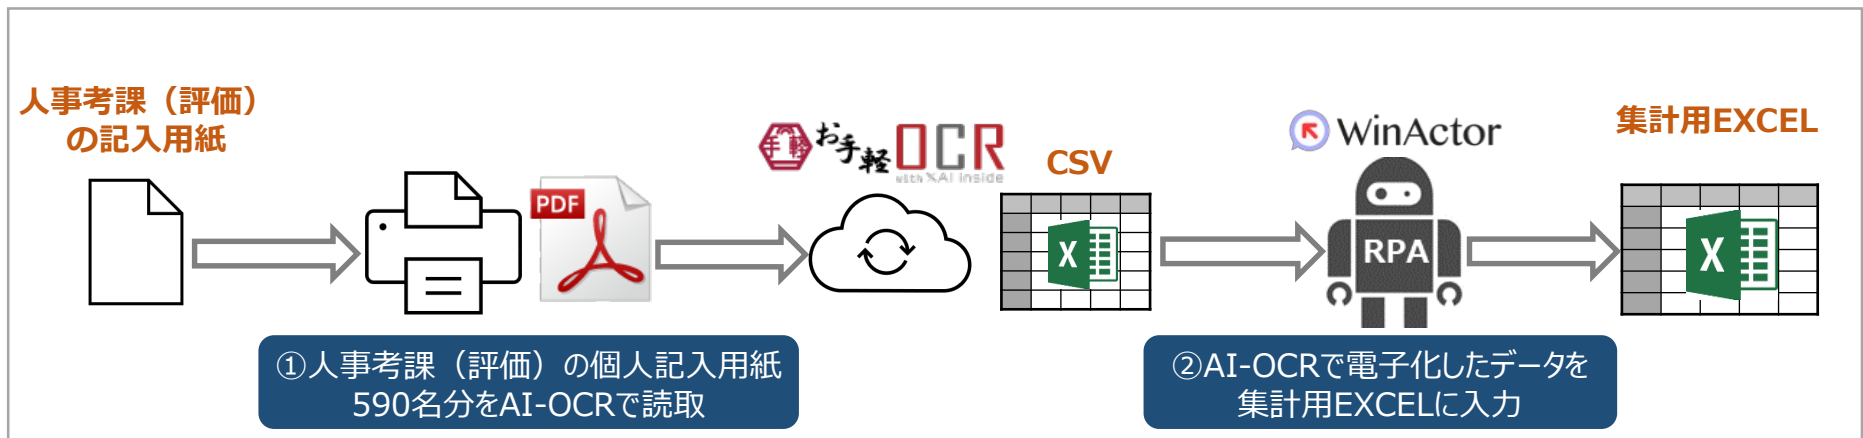 人事考課（評価）
の記入用紙
PDF
手軽
お手軽OCR
with AI inside
CSV
X
WinActor
RPA
集計用EXCEL
X
①人事考課（評価）の個人記入用紙
590名分をAI-OCRで読取
②AI-OCRで電子化したデータを
集計用EXCELに入力